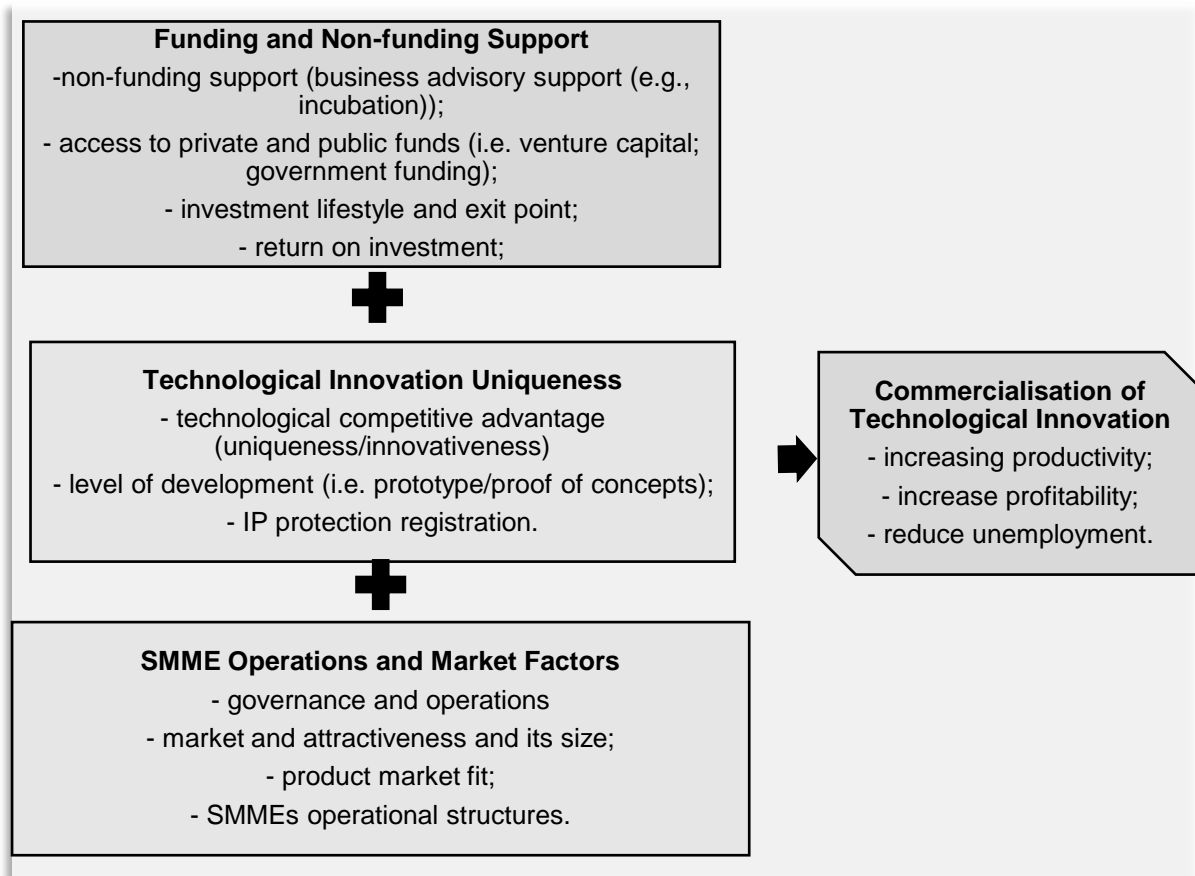 Funding and Non-funding Support
-non-funding support (business advisory support (e.g.,
incubation));
- access to private and public funds (i.e. venture capital;
government funding);
- investment lifestyle and exit point;
- return on investment;
Technological Innovation Uniqueness
- technological competitive advantage
(uniqueness/innovativeness)
- level of development (i.e. prototype/proof of concepts);
- IP protection registration.
SMME Operations and Market Factors
- governance and operations
- market and attractiveness and its size;
- product market fit;
- SMMEs operational structures.
Commercialisation of
Technological Innovation
- increasing productivity;
- increase profitability;
- reduce unemployment.